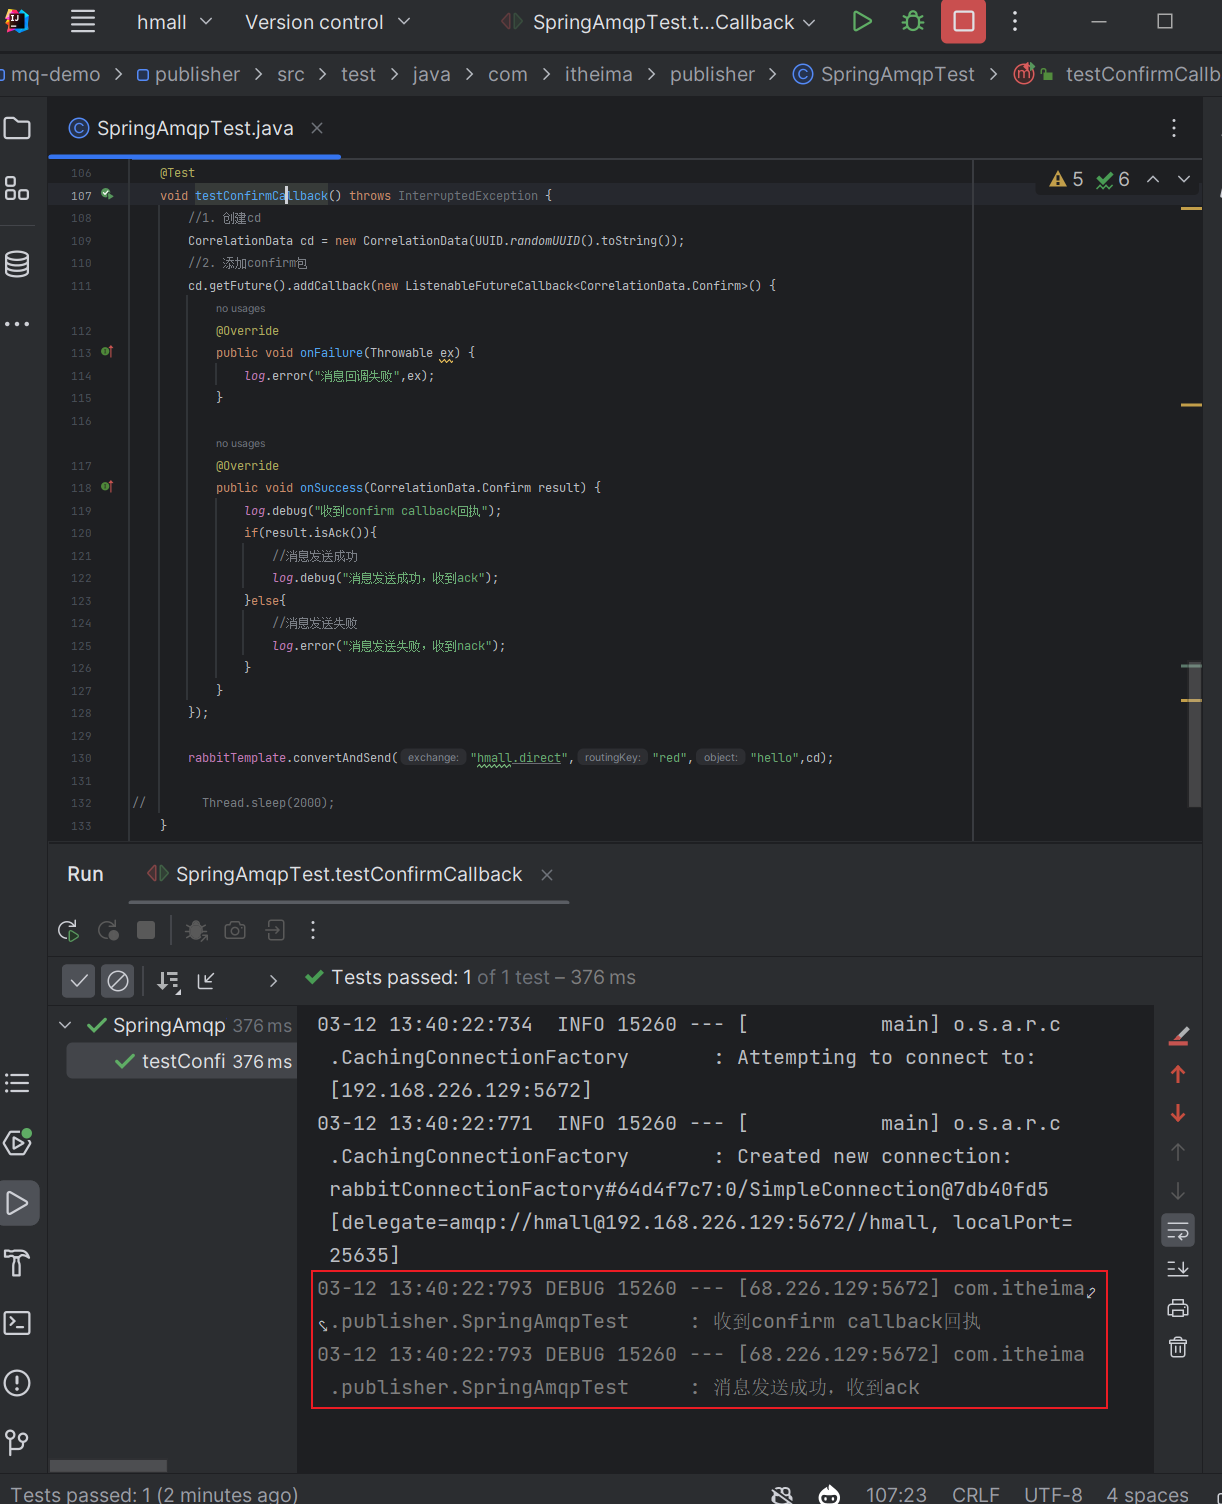 hmall
Version control
SpringAmqpTest.t...Callback
mq-demo > publisher > src > test > java > com > itheima > publisher > SpringAmqpTest > testConfirmCallb
SpringAmqpTest.java
5 6
106 @Test
107 void testConfirmCallback() throws InterruptedException {
108 //1. 创建cd
109 CorrelationData cd = new CorrelationData(UUID.randomUUID().toString());
110 //2. 添加confirm包
111 cd.getFuture().addCallback(new ListenableFutureCallback<CorrelationData.Confirm>() {
no usages
112 @Override
113 public void onFailure(Throwable ex) {
114 log.error("消息回调失败",ex);
115 }
116
no usages
117 @Override
118 public void onSuccess(CorrelationData.Confirm result) {
119 log.debug("收到confirm callback回执");
120 if(result.isAck()){
121 //消息发送成功
122 log.debug("消息发送成功，收到ack");
123 }else{
124 //消息发送失败
125 log.error("消息发送失败，收到nack");
126 }
127 }
128 });
129
130 rabbitTemplate.convertAndSend( exchange: "hmall.direct", routingKey: "red", object: "hello",cd);
131
132 // Thread.sleep(2000);
133 }
Run SpringAmqpTest.testConfirmCallback
Tests passed: 1 of 1 test – 376 ms
SpringAmqp 376 ms
testConfi 376 ms
03-12 13:40:22:734  INFO 15260 --- [           main] o.s.a.r.c
.CachingConnectionFactory       : Attempting to connect to:
[192.168.226.129:5672]
03-12 13:40:22:771  INFO 15260 --- [           main] o.s.a.r.c
.CachingConnectionFactory       : Created new connection:
rabbitConnectionFactory#64d4f7c7:0/SimpleConnection@7db40fd5
[delegate=amqp://hmall@192.168.226.129:5672//hmall, localPort=
25635]
03-12 13:40:22:793 DEBUG 15260 --- [68.226.129:5672] com.itheima
.publisher.SpringAmqpTest     : 收到confirm callback回执
03-12 13:40:22:793 DEBUG 15260 --- [68.226.129:5672] com.itheima
.publisher.SpringAmqpTest     : 消息发送成功，收到ack
Tests passed: 1 (2 minutes ago)
107:23 CRLF UTF-8 4 spaces